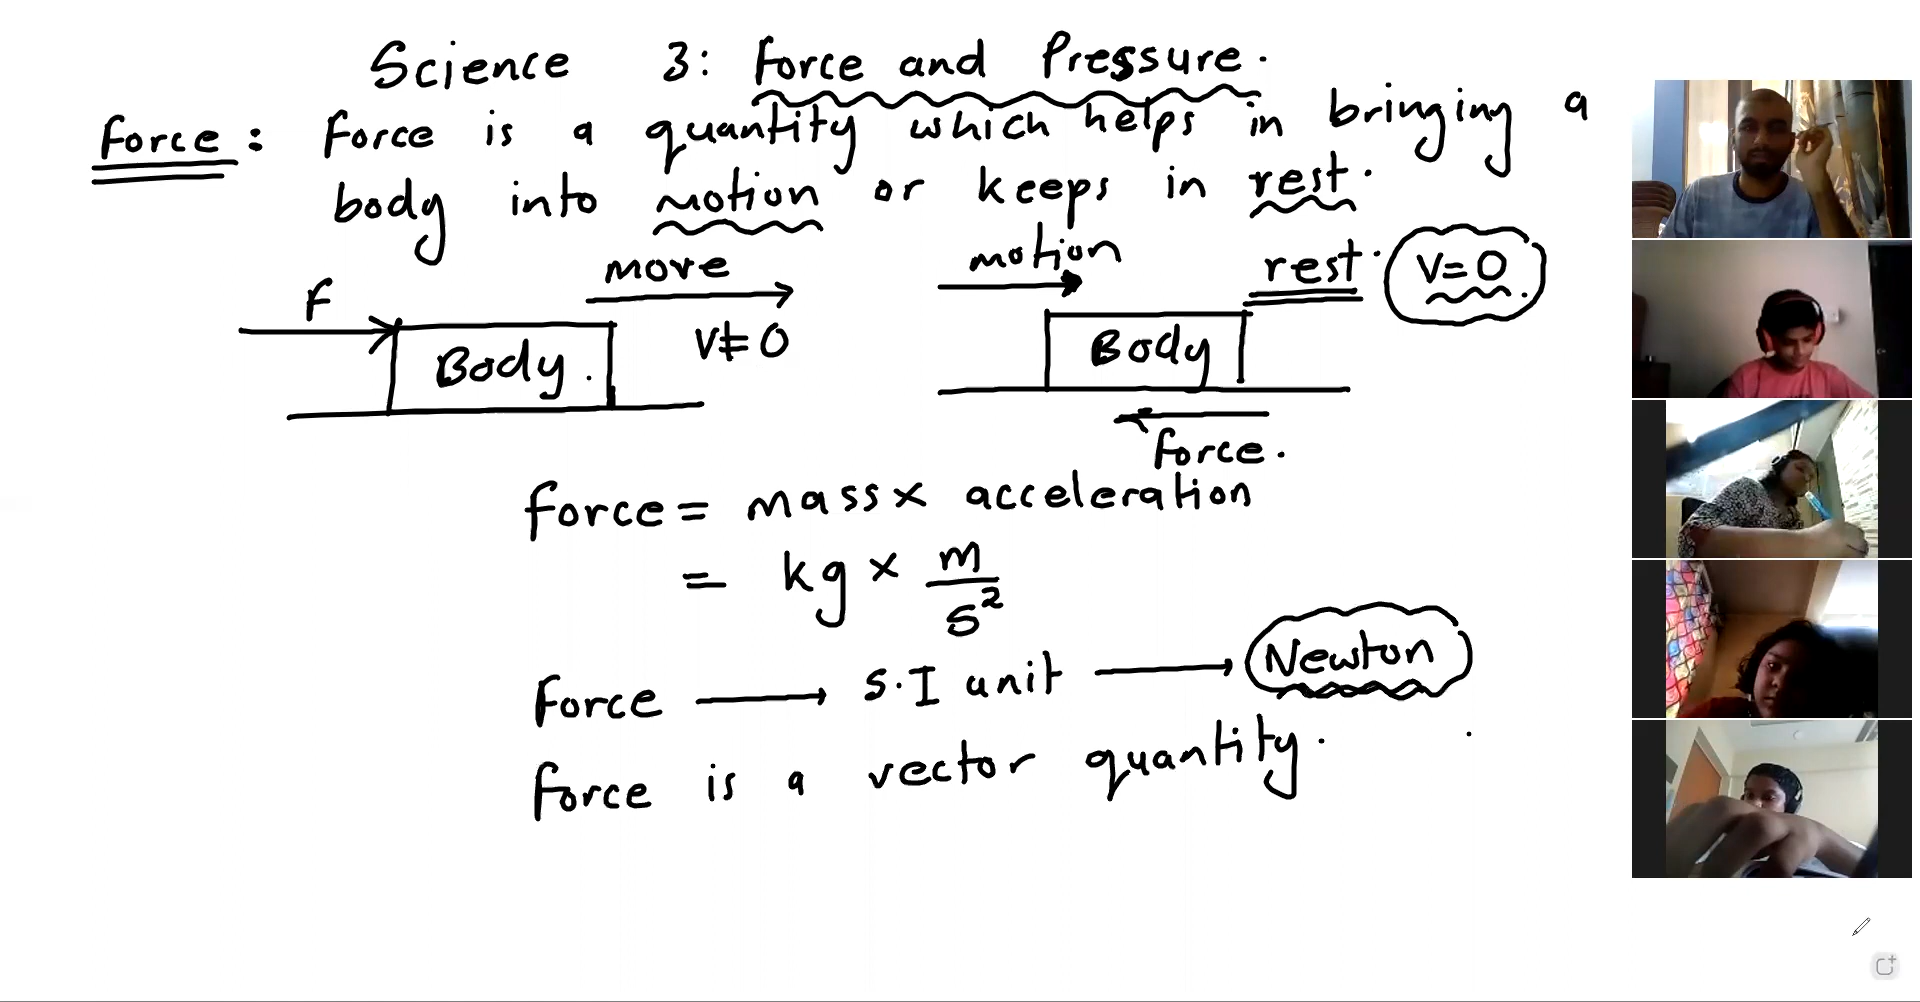 Science 3: Force and Pressure.
Force: Force is a quantity which helps in bringing a
body into motion or keeps in rest.
F
move
V≠0
Body.
motion
rest. V=0.
Body
force.
force = mass x acceleration
= kg x m/s²
Force → S.I unit → Newton
force is a vector quantity.